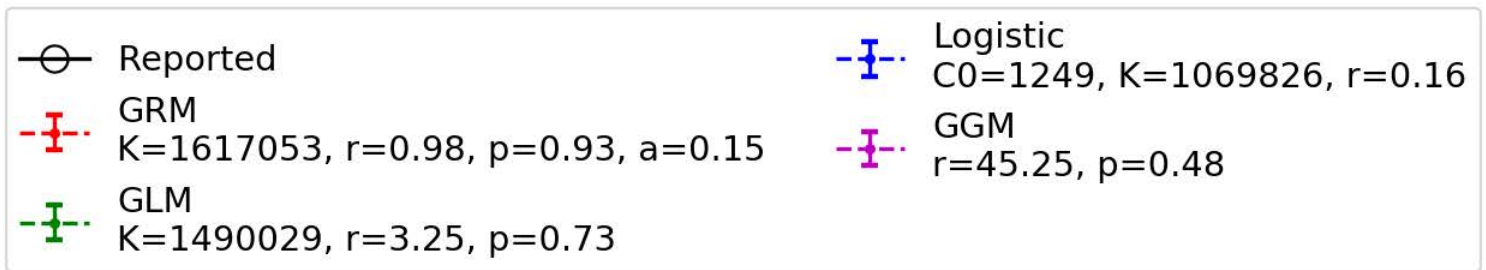 Reported
GRM
K=1617053, r=0.98, p=0.93, a=0.15
GLM
K=1490029, r=3.25, p=0.73
Logistic
C0=1249, K=1069826, r=0.16
GGM
r=45.25, p=0.48